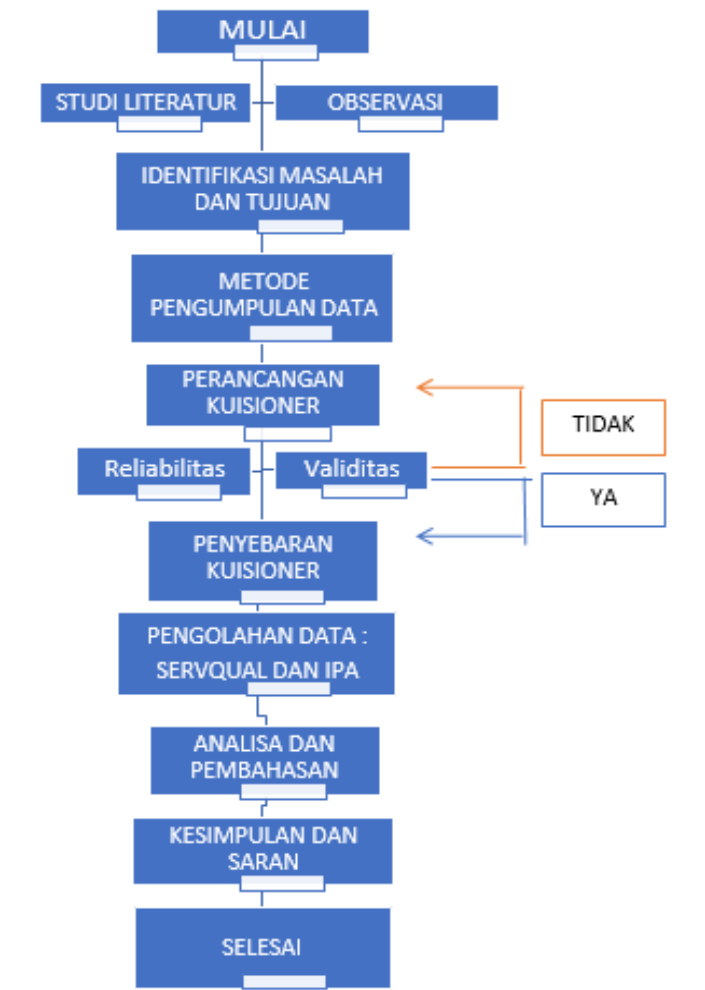 MULAI
STUDI LITERATUR
OBSERVASI
IDENTIFIKASI MASALAH
DAN TUJUAN
METODE
PENGUMPULAN DATA
PERANCANGAN
KUISIONER
TIDAK
Reliabilitas
Validitas
YA
PENYEBARAN
KUISIONER
PENGOLAHAN DATA :
SERVQUAL DAN IPA
ANALISA DAN
PEMBAHASAN
KESIMPULAN DAN
SARAN
SELESAI